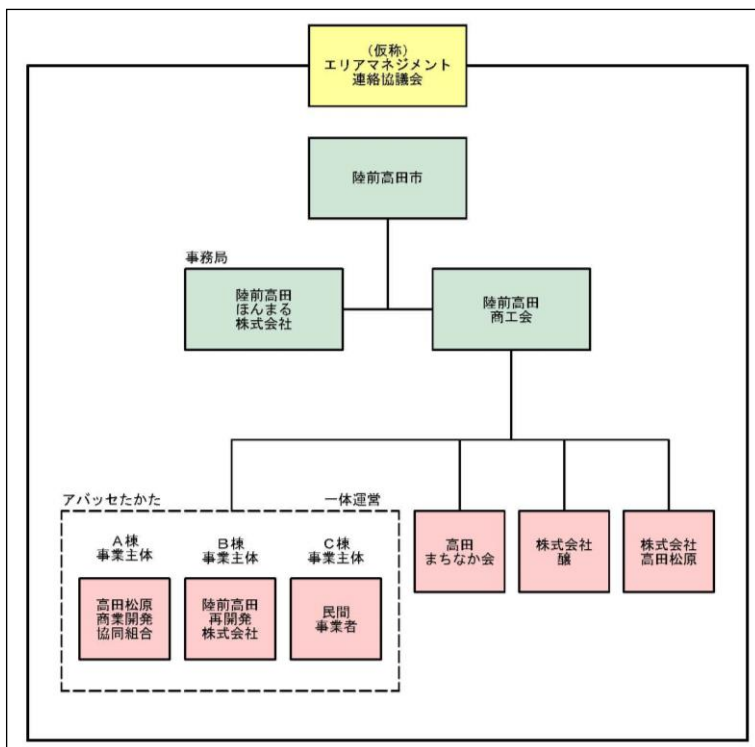 (仮称)
エリアマネジメント
連絡協議会
陸前高田市
事務局
陸前高田
ほんまる
株式会社
陸前高田
商工会
アバッセたかた
一体運営
A棟
事業主体
B棟
事業主体
C棟
事業主体
高田松原
商業開発
協同組合
陸前高田
再開発
株式会社
民間
事業者
高田
まちなか会
株式会社
醸
株式会社
高田松原